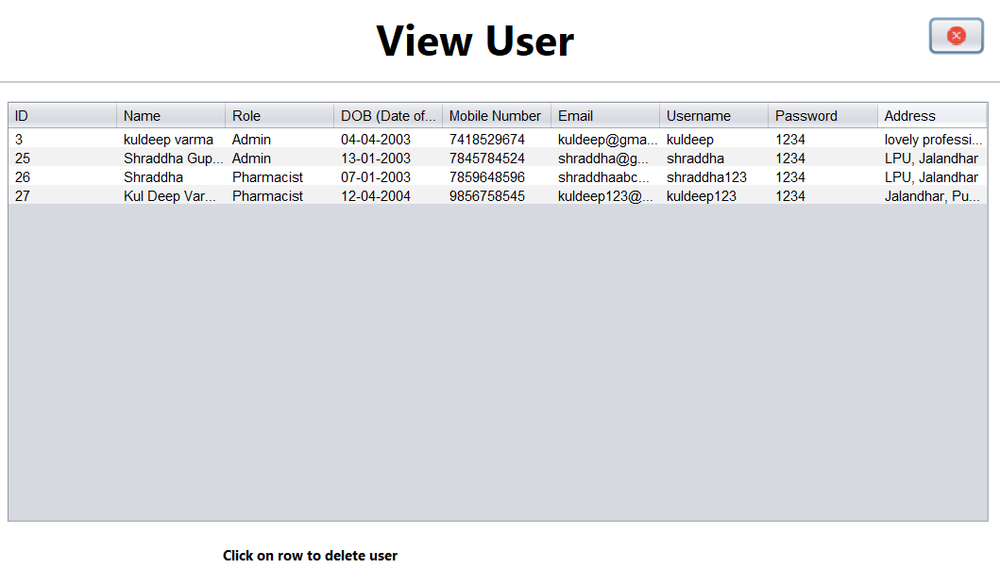 View User
ID Name Role DOB (Date of... Mobile Number Email Username Password Address
3 kuldeep varma Admin 04-04-2003 7418529674 kuldeep@gma... kuldeep 1234 lovely professi...
25 Shraddha Gup... Admin 13-01-2003 7845784524 shraddha@g... shraddha 1234 LPU, Jalandhar
26 Shraddha Pharmacist 07-01-2003 7859648596 shraddhaabc... shraddha123 1234 LPU, Jalandhar
27 Kul Deep Var... Pharmacist 12-04-2004 9856758545 kuldeep123@... kuldeep123 1234 Jalandhar, Pu...
Click on row to delete user